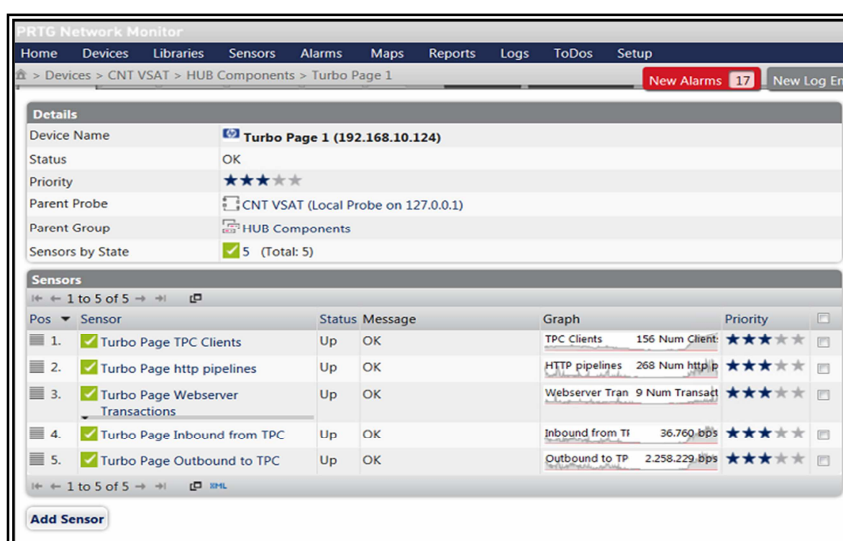 PRTG Network Monitor
Home Devices Libraries Sensors Alarms Maps Reports Logs ToDos Setup
> Devices > CNT VSAT > HUB Components > Turbo Page 1
New Alarms 17 New Log En
Details
Device Name Turbo Page 1 (192.168.10.124)
Status OK
Priority
Parent Probe CNT VSAT (Local Probe on 127.0.0.1)
Parent Group HUB Components
Sensors by State 5 (Total: 5)
Sensors
1 to 5 of 5
Pos Sensor Status Message Graph Priority
1. Turbo Page TPC Clients Up OK TPC Clients 156 Num Client
2. Turbo Page http pipelines Up OK HTTP pipelines 268 Num http p
3. Turbo Page Webserver Up OK Webserver Tran 9 Num Transact
Transactions
4. Turbo Page Inbound from TPC Up OK Inbound from TF 36.760 bps
5. Turbo Page Outbound to TPC Up OK Outbound to TP 2.258.229 bps
1 to 5 of 5 XML
Add Sensor